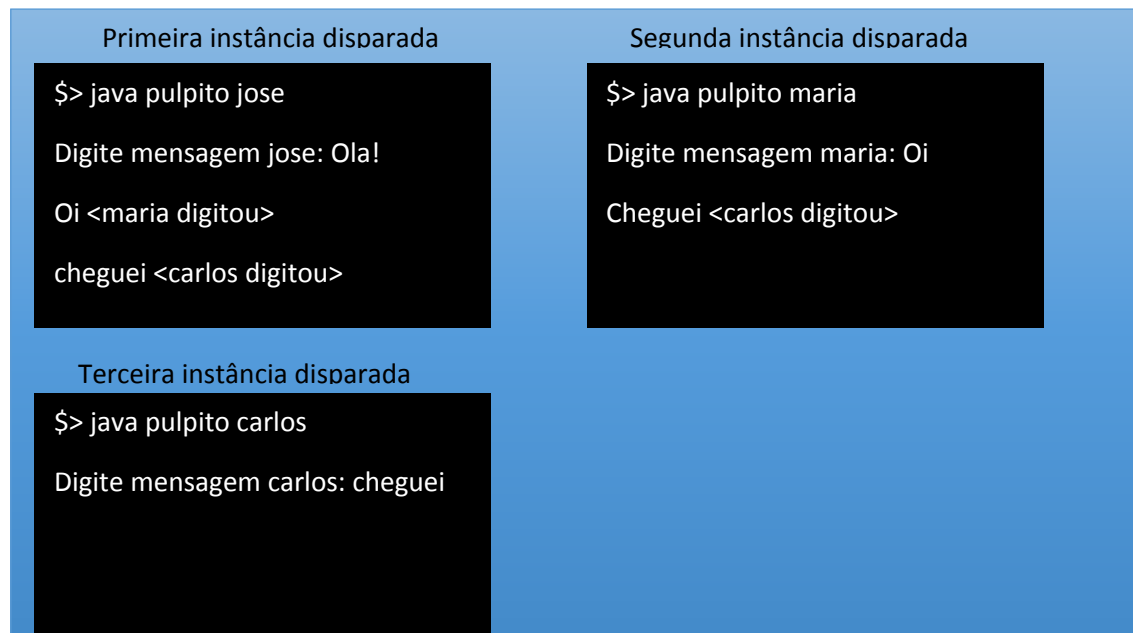 Primeira instância disparada
$> java pulpito jose
Digite mensagem jose: Ola!
Oi <maria digitou>
cheguei <carlos digitou>
Segunda instância disparada
$> java pulpito maria
Digite mensagem maria: Oi
Cheguei <carlos digitou>
Terceira instância disparada
$> java pulpito carlos
Digite mensagem carlos: cheguei